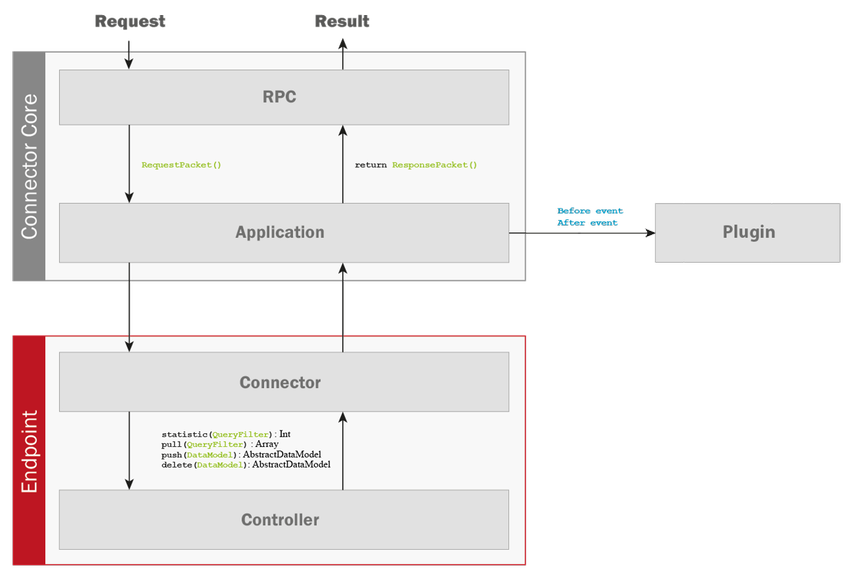 Request
Result
Connector Core
RPC
RequestPacket()
return ResponsePacket()
Application
Before event
After event
Plugin
Endpoint
Connector
statistic(QueryFilter): Int
pull(QueryFilter) : Array
push(DataModel): AbstractDataModel
delete(DataModel): AbstractDataModel
Controller